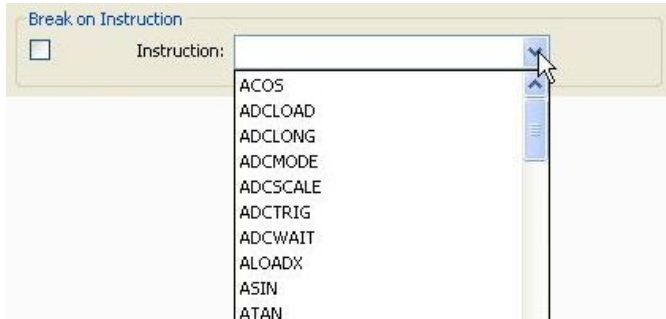 Break on Instruction
Instruction:
ACOS
ADCLOAD
ADCLONG
ADCMODE
ADCSCALE
ADCTRIG
ADCWAIT
ALOADX
ASIN
ATAN